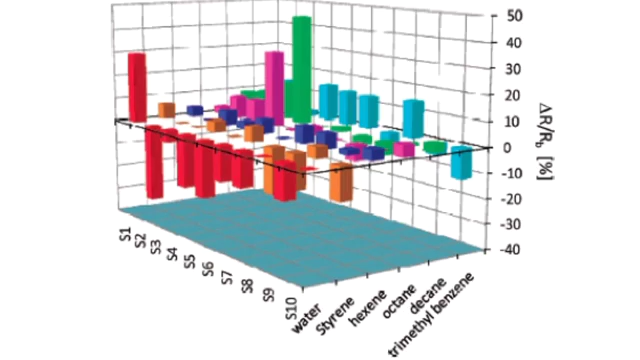 50
40
30
20
10
0
-10
-20
-30
-40
ΔR/Rb [%]
S1
S2
S3
S4
S5
S6
S7
S8
S9
S10
water
Styrene
hexene
octane
decane
trimethyl benzene